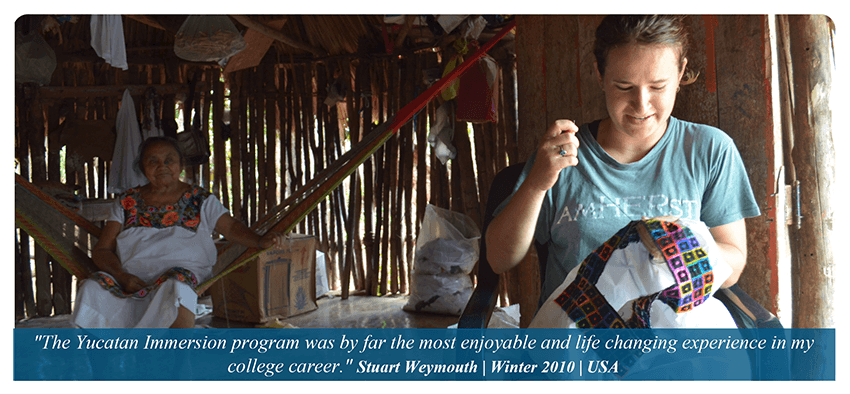 AMHERST
"The Yucatan Immersion program was by far the most enjoyable and life changing experience in my
college career." Stuart Weymouth | Winter 2010 | USA